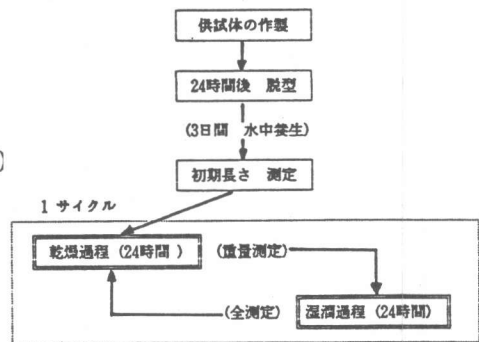 供試体の作製
24時間後 脱型
(3日間 水中養生)
初期長さ 測定
)
1 サイクル
乾燥過程 (24時間 )
(重量測定)
(全測定)
湿潤過程 (24時間)